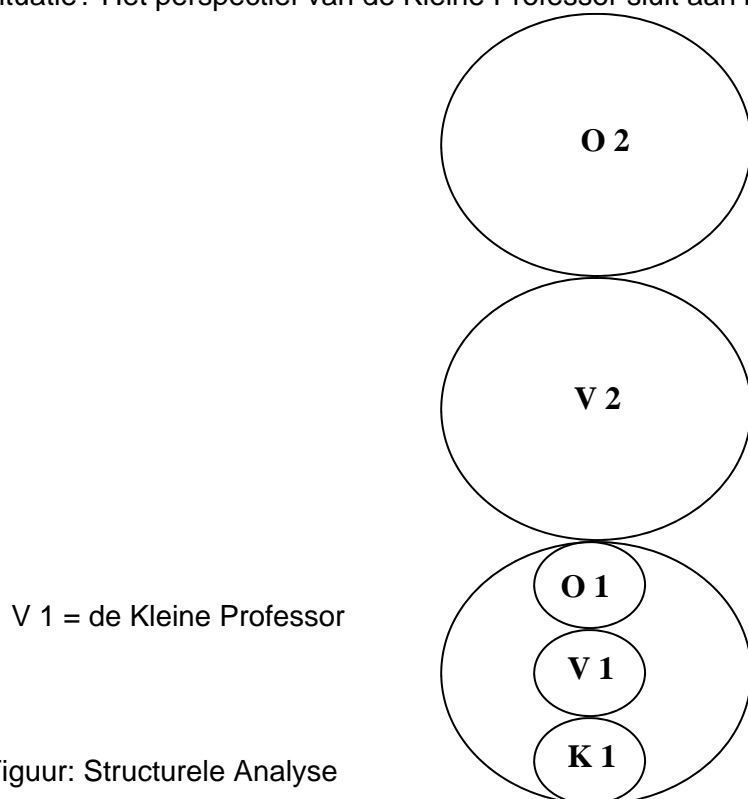 Het perspectief van de Kleine Professor sluit aan
O 2
V 2
O 1
V 1 = de Kleine Professor
V 1
K 1
Figuur: Structurele Analyse